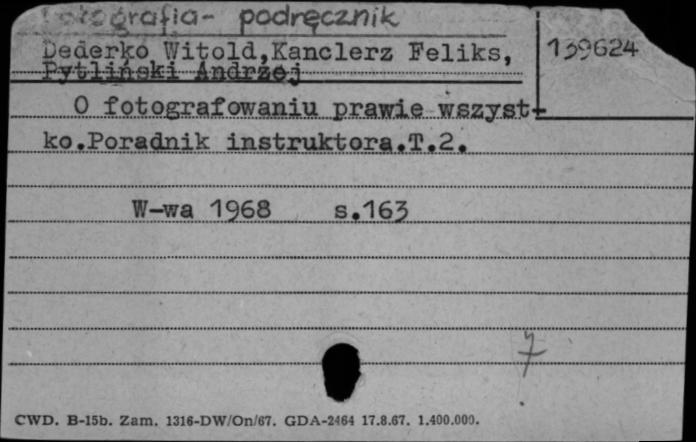 fotografia- podręcznik
Dederko Witold,Kanclerz Feliks,
139624
Pytliński Andrzej
O fotografowaniu prawie wszyst-
ko.Poradnik instruktora.T.2.
W-wa 1968 s.163
7
CWD. B-15b. Zam. 1316-DW/On/67. GDA-2464 17.8.67. 1.400.000.